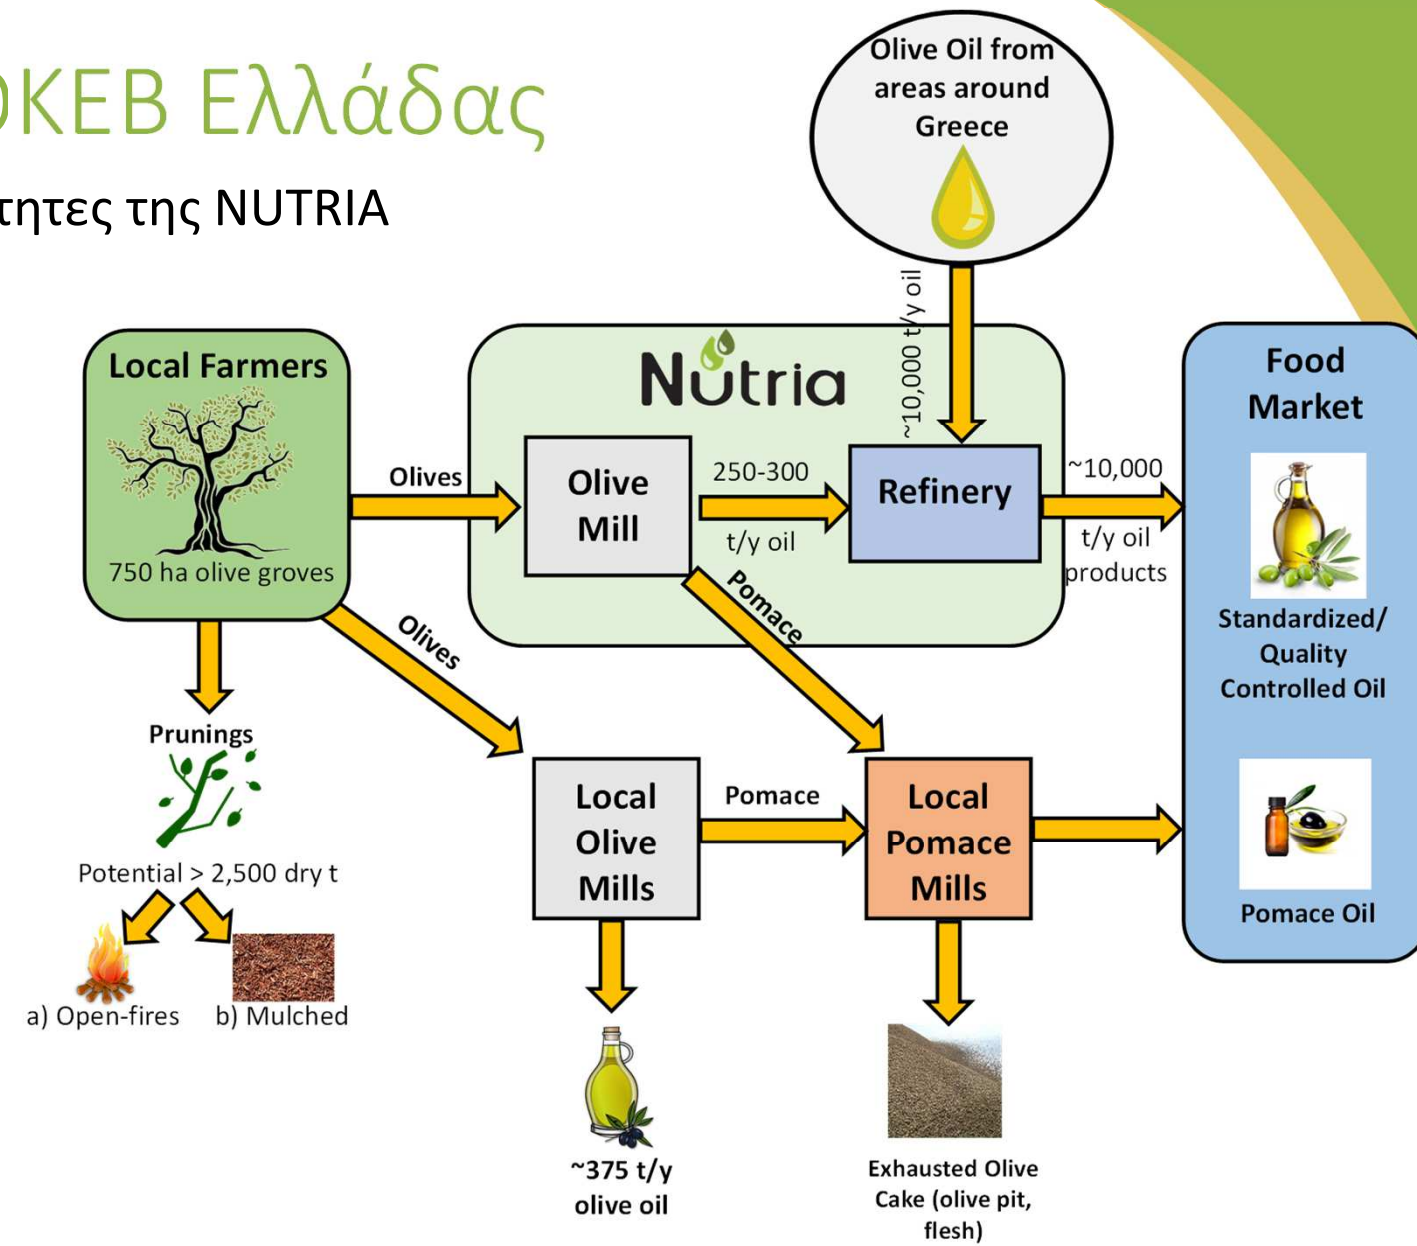 ΟΚΕΒ Ελλάδας
της NUTRIA
Olive Oil from
areas around
Greece
~10,000 t/y oil
Local Farmers
750 ha olive groves
Olives
Nutria
Olive
Mill
250-300
t/y oil
Refinery
~10,000
t/y oil
products
Food
Market
Standardized/
Quality
Controlled Oil
Pomace Oil
Olives
Pomace
Prunings
Potential > 2,500 dry t
a) Open-fires
b) Mulched
Local
Olive
Mills
Pomace
Local
Pomace
Mills
~375 t/y
olive oil
Exhausted Olive
Cake (olive pit,
flesh)